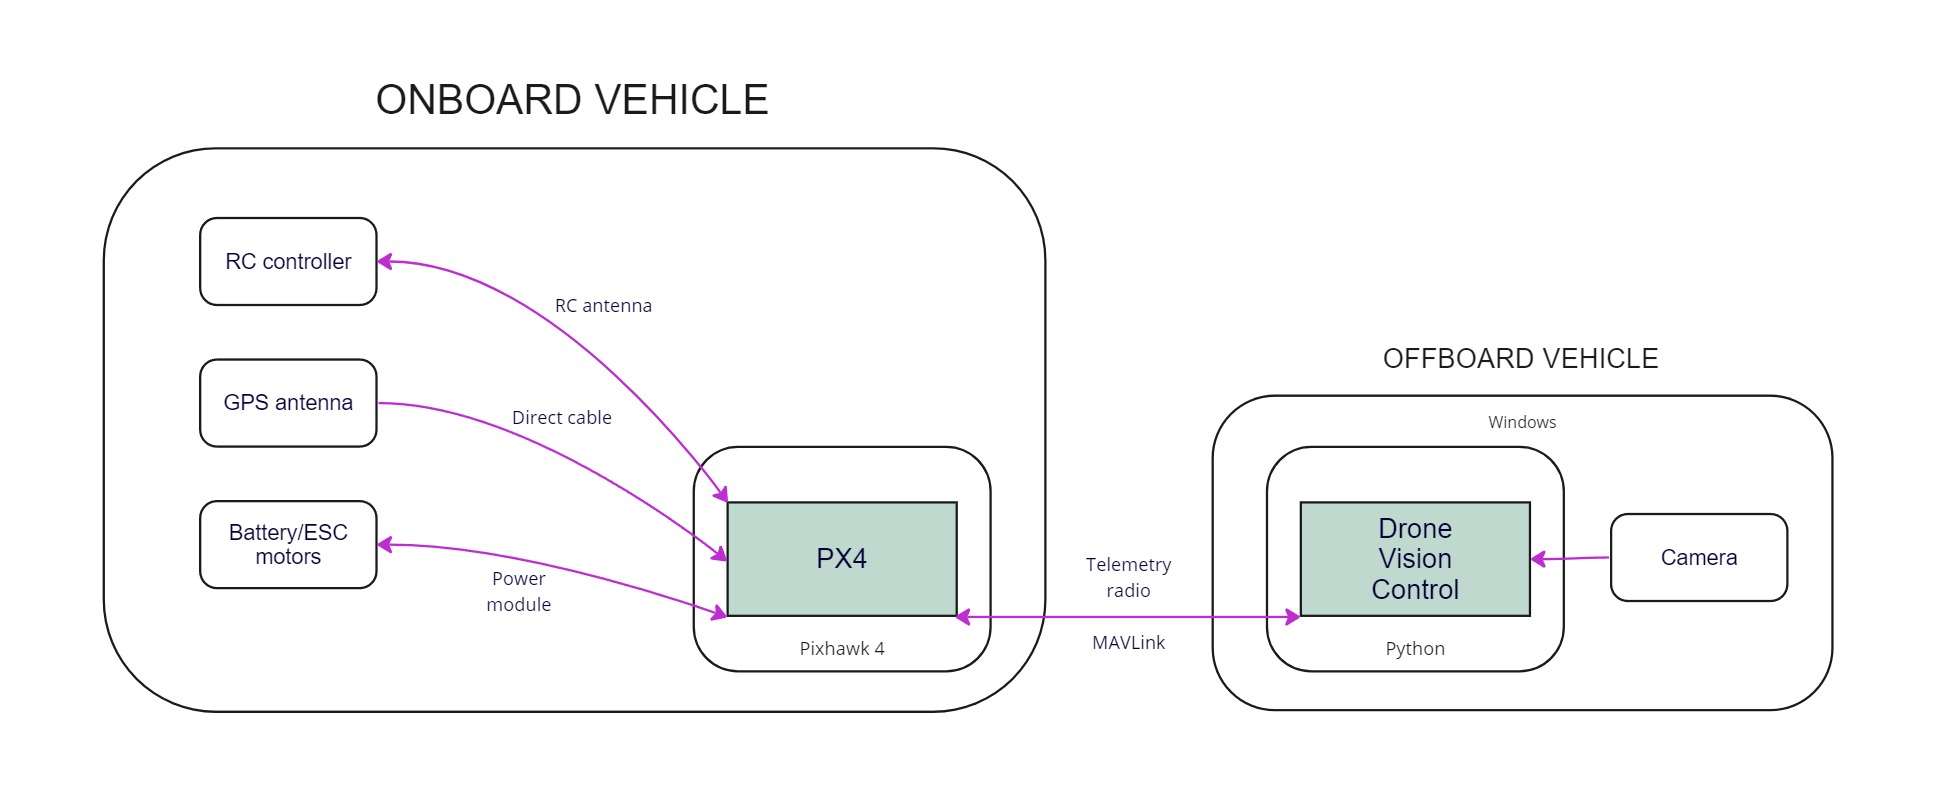 ONBOARD VEHICLE
RC controller
RC antenna
GPS antenna
Direct cable
Battery/ESC
motors
Power
module
PX4
Pixhawk 4
Telemetry
radio
MAVLink
OFFBOARD VEHICLE
Windows
Drone
Vision
Control
Python
Camera